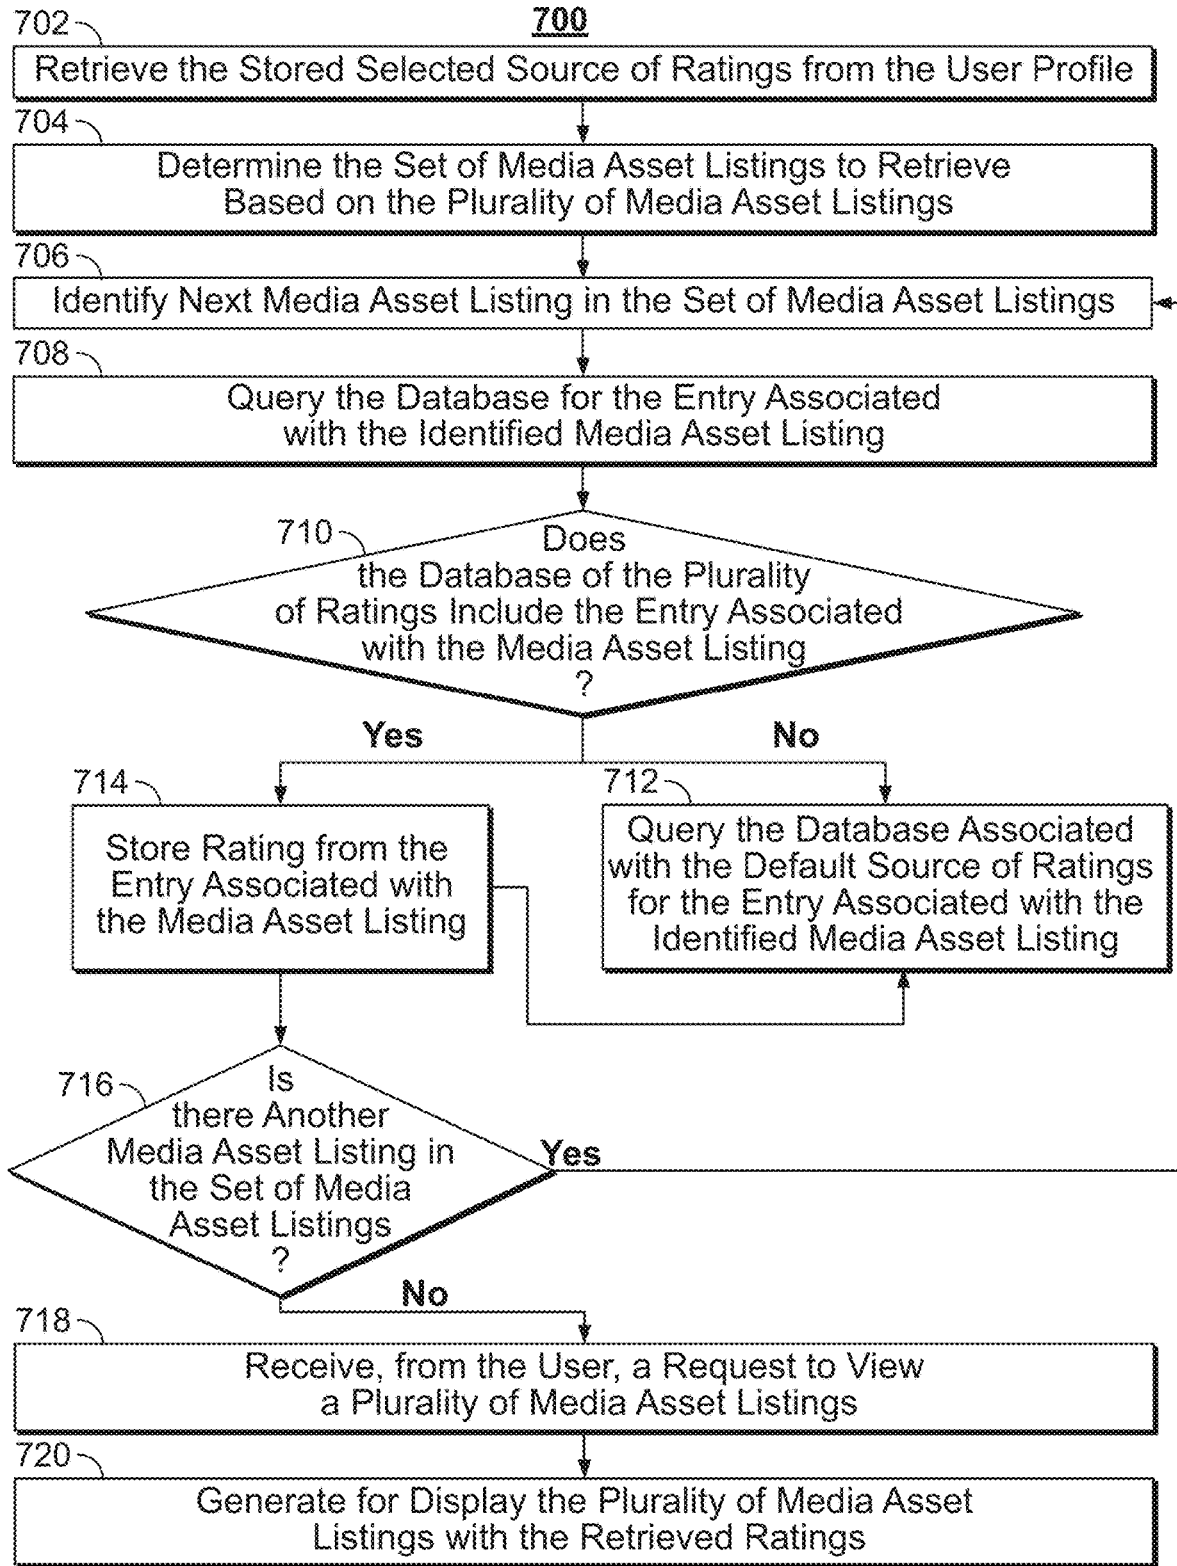 700
702
Retrieve the Stored Selected Source of Ratings from the User Profile
704
Determine the Set of Media Asset Listings to Retrieve
Based on the Plurality of Media Asset Listings
706
Identify Next Media Asset Listing in the Set of Media Asset Listings
708
Query the Database for the Entry Associated
with the Identified Media Asset Listing
710
Does
the Database of the Plurality
of Ratings Include the Entry Associated
with the Media Asset Listing
?
Yes
No
714
Store Rating from the
Entry Associated with
the Media Asset Listing
712
Query the Database Associated
with the Default Source of Ratings
for the Entry Associated with the
Identified Media Asset Listing
716
Is
there Another
Media Asset Listing in
the Set of Media
Asset Listings
?
Yes
No
718
Receive, from the User, a Request to View
a Plurality of Media Asset Listings
720
Generate for Display the Plurality of Media Asset
Listings with the Retrieved Ratings